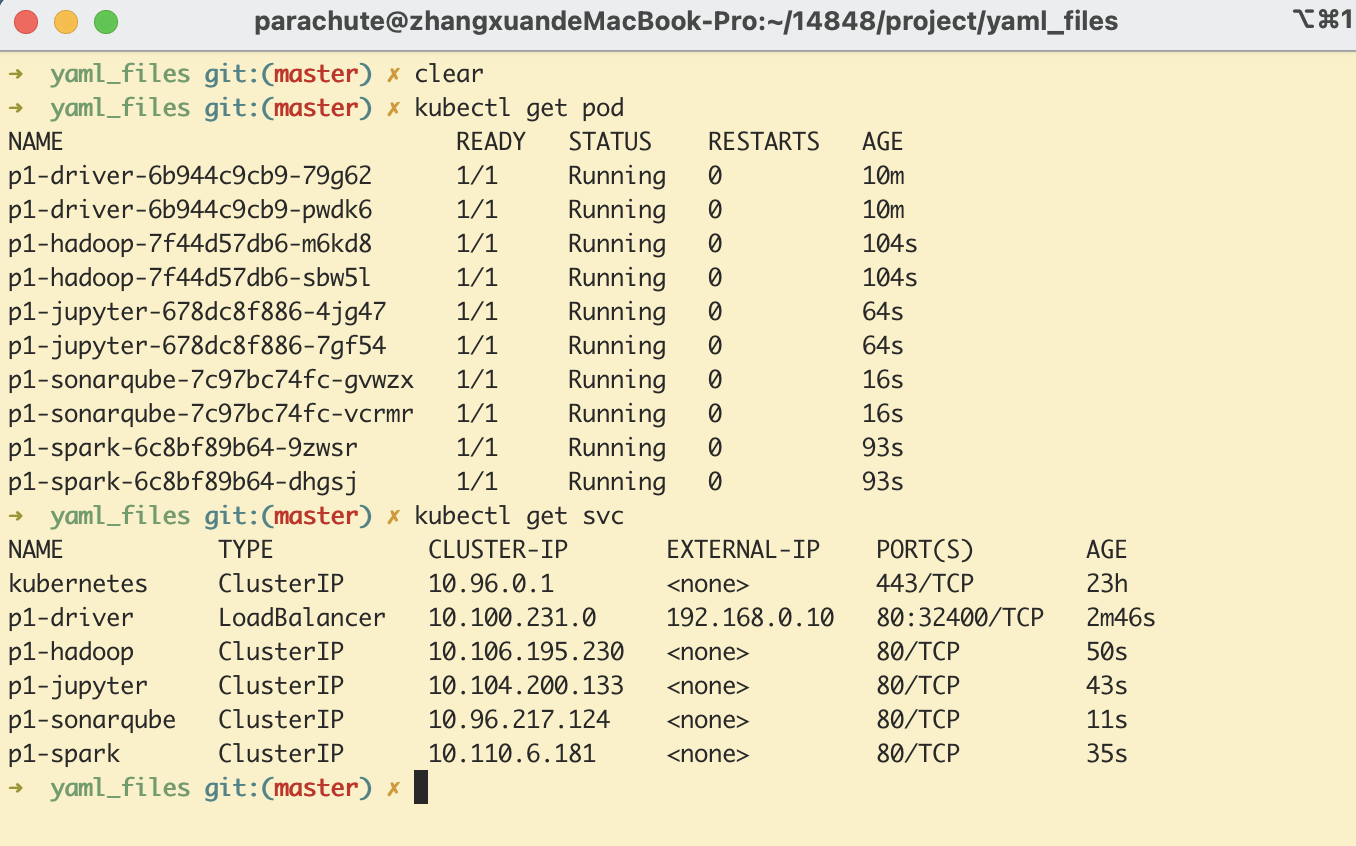 parachute@zhangxuandeMacBook-Pro:~/14848/project/yaml_files ⌥⌘1
➜  yaml_files git:(master) ✗ clear
➜  yaml_files git:(master) ✗ kubectl get pod
NAME                            READY   STATUS    RESTARTS   AGE
p1-driver-6b944c9cb9-79g62      1/1     Running   0          10m
p1-driver-6b944c9cb9-pwdk6      1/1     Running   0          10m
p1-hadoop-7f44d57db6-m6kd8      1/1     Running   0          104s
p1-hadoop-7f44d57db6-sbw5l      1/1     Running   0          104s
p1-jupyter-678dc8f886-4jg47     1/1     Running   0          64s
p1-jupyter-678dc8f886-7gf54     1/1     Running   0          64s
p1-sonarqube-7c97bc74fc-gvwzx   1/1     Running   0          16s
p1-sonarqube-7c97bc74fc-vcrmr   1/1     Running   0          16s
p1-spark-6c8bf89b64-9zwsr       1/1     Running   0          93s
p1-spark-6c8bf89b64-dhgsj       1/1     Running   0          93s
➜  yaml_files git:(master) ✗ kubectl get svc
NAME           TYPE           CLUSTER-IP       EXTERNAL-IP    PORT(S)        AGE
kubernetes     ClusterIP      10.96.0.1        <none>         443/TCP        23h
p1-driver      LoadBalancer   10.100.231.0     192.168.0.10   80:32400/TCP   2m46s
p1-hadoop      ClusterIP      10.106.195.230   <none>         80/TCP         50s
p1-jupyter     ClusterIP      10.104.200.133   <none>         80/TCP         43s
p1-sonarqube   ClusterIP      10.96.217.124    <none>         80/TCP         11s
p1-spark       ClusterIP      10.110.6.181     <none>         80/TCP         35s
➜  yaml_files git:(master) ✗